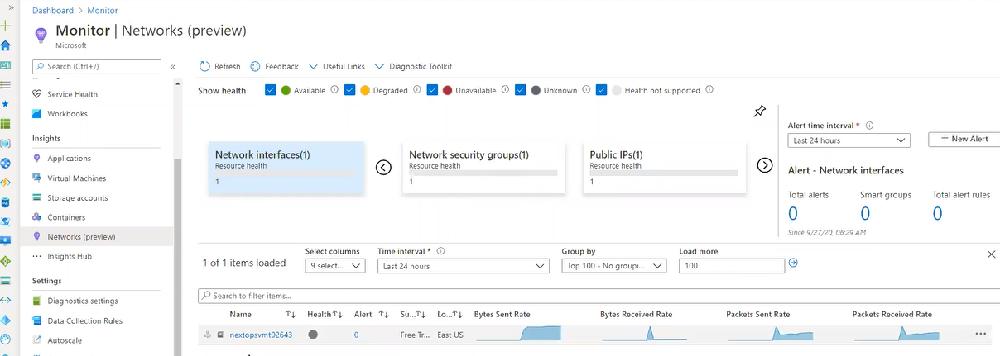 Dashboard > Monitor
Monitor | Networks (preview)
Microsoft
Search (Ctrl+/)
Service Health
Workbooks
Insights
Applications
Virtual Machines
Storage accounts
Containers
Networks (preview)
Insights Hub
Settings
Diagnostics settings
Data Collection Rules
Autoscale
Refresh Feedback Useful Links Diagnostic Toolkit
Show health Available Degraded Unavailable Unknown Health not supported
Network interfaces(1)
Resource health
1
Network security groups(1)
Resource health
1
Public IPs(1)
Resource health
1
Alert time interval *
Last 24 hours
+ New Alert
Alert - Network interfaces
Total alerts Smart groups Total alert rules
0 0 0
Since 9/27/20, 06:29 AM
1 of 1 items loaded
Select columns
9 select...
Time interval *
Last 24 hours
Group by
Top 100 - No groupi...
Load more
100
Search to filter items...
Name Health Alert Su... Lo... Bytes Sent Rate Bytes Received Rate Packets Sent Rate Packets Received Rate
nextopsvmt02643 0 Free Tr... East US